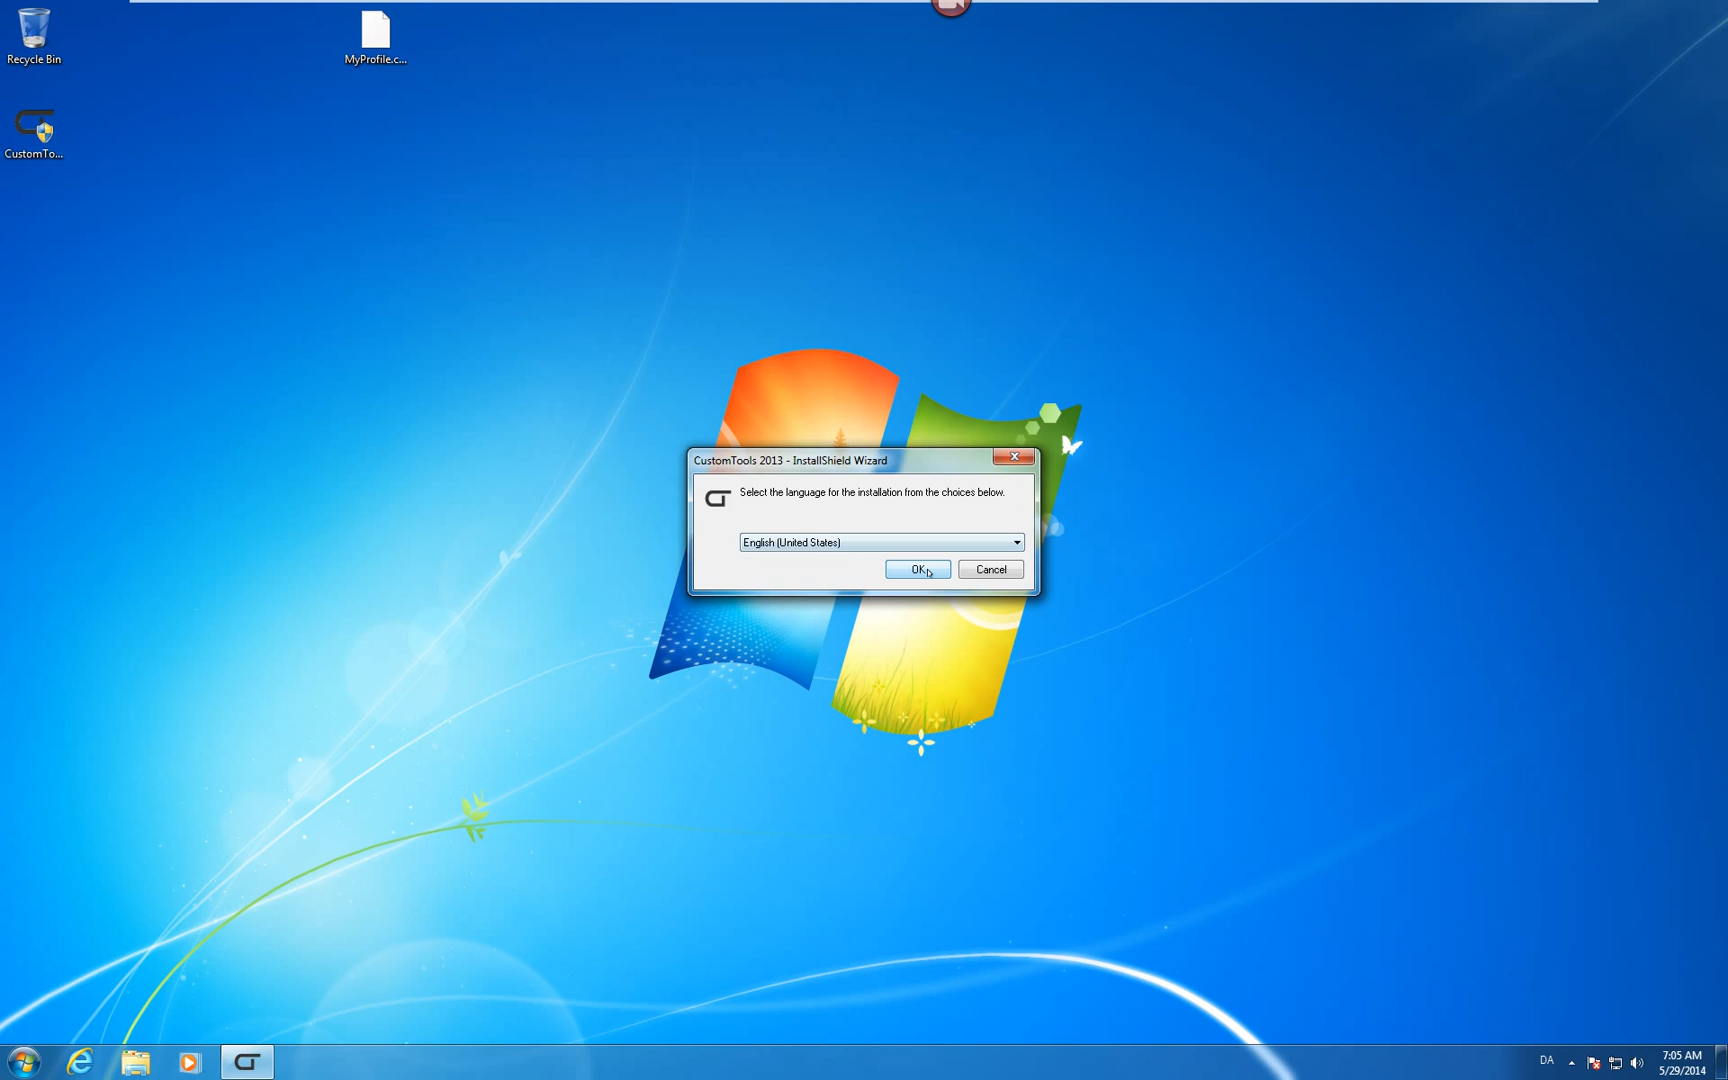 Recycle Bin
MyProfile.c...
CustomTo...
CustomTools 2013 - InstallShield Wizard
Select the language for the installation from the choices below.
English (United States)
OK
Cancel
DA
7:05 AM
5/29/2014